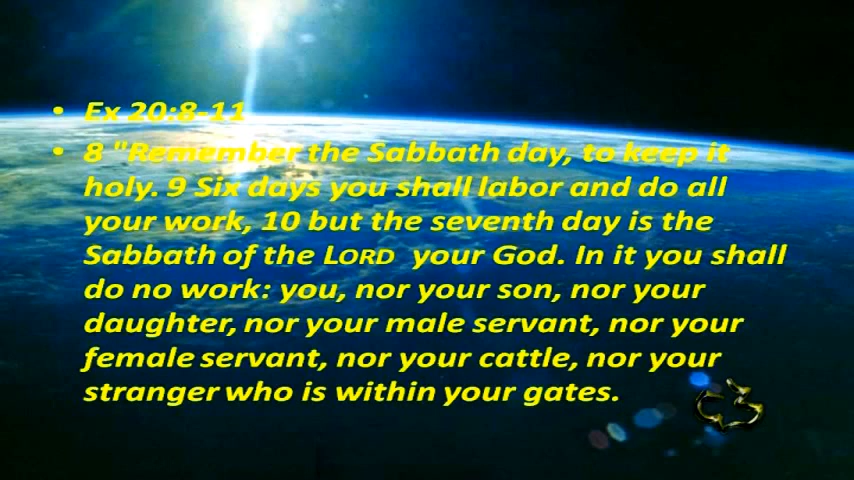 • Ex 20:8-11
• 8 "Remember the Sabbath day, to keep it
holy. 9 Six days you shall labor and do all
your work, 10 but the seventh day is the
Sabbath of the LORD your God. In it you shall
do no work: you, nor your son, nor your
daughter, nor your male servant, nor your
female servant, nor your cattle, nor your
stranger who is within your gates.